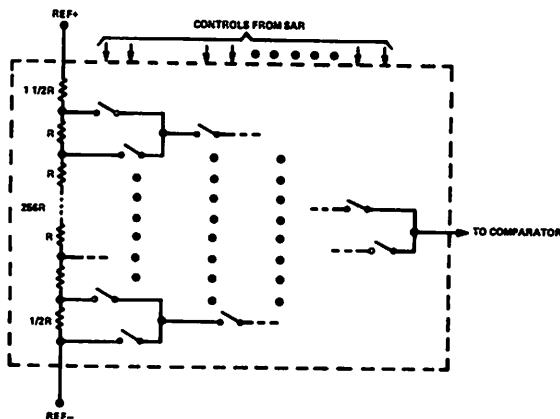 REF+
CONTROLS FROM SAR
1 1/2R
R
R
256R
R
TO COMPARATOR
1/2R
REF–